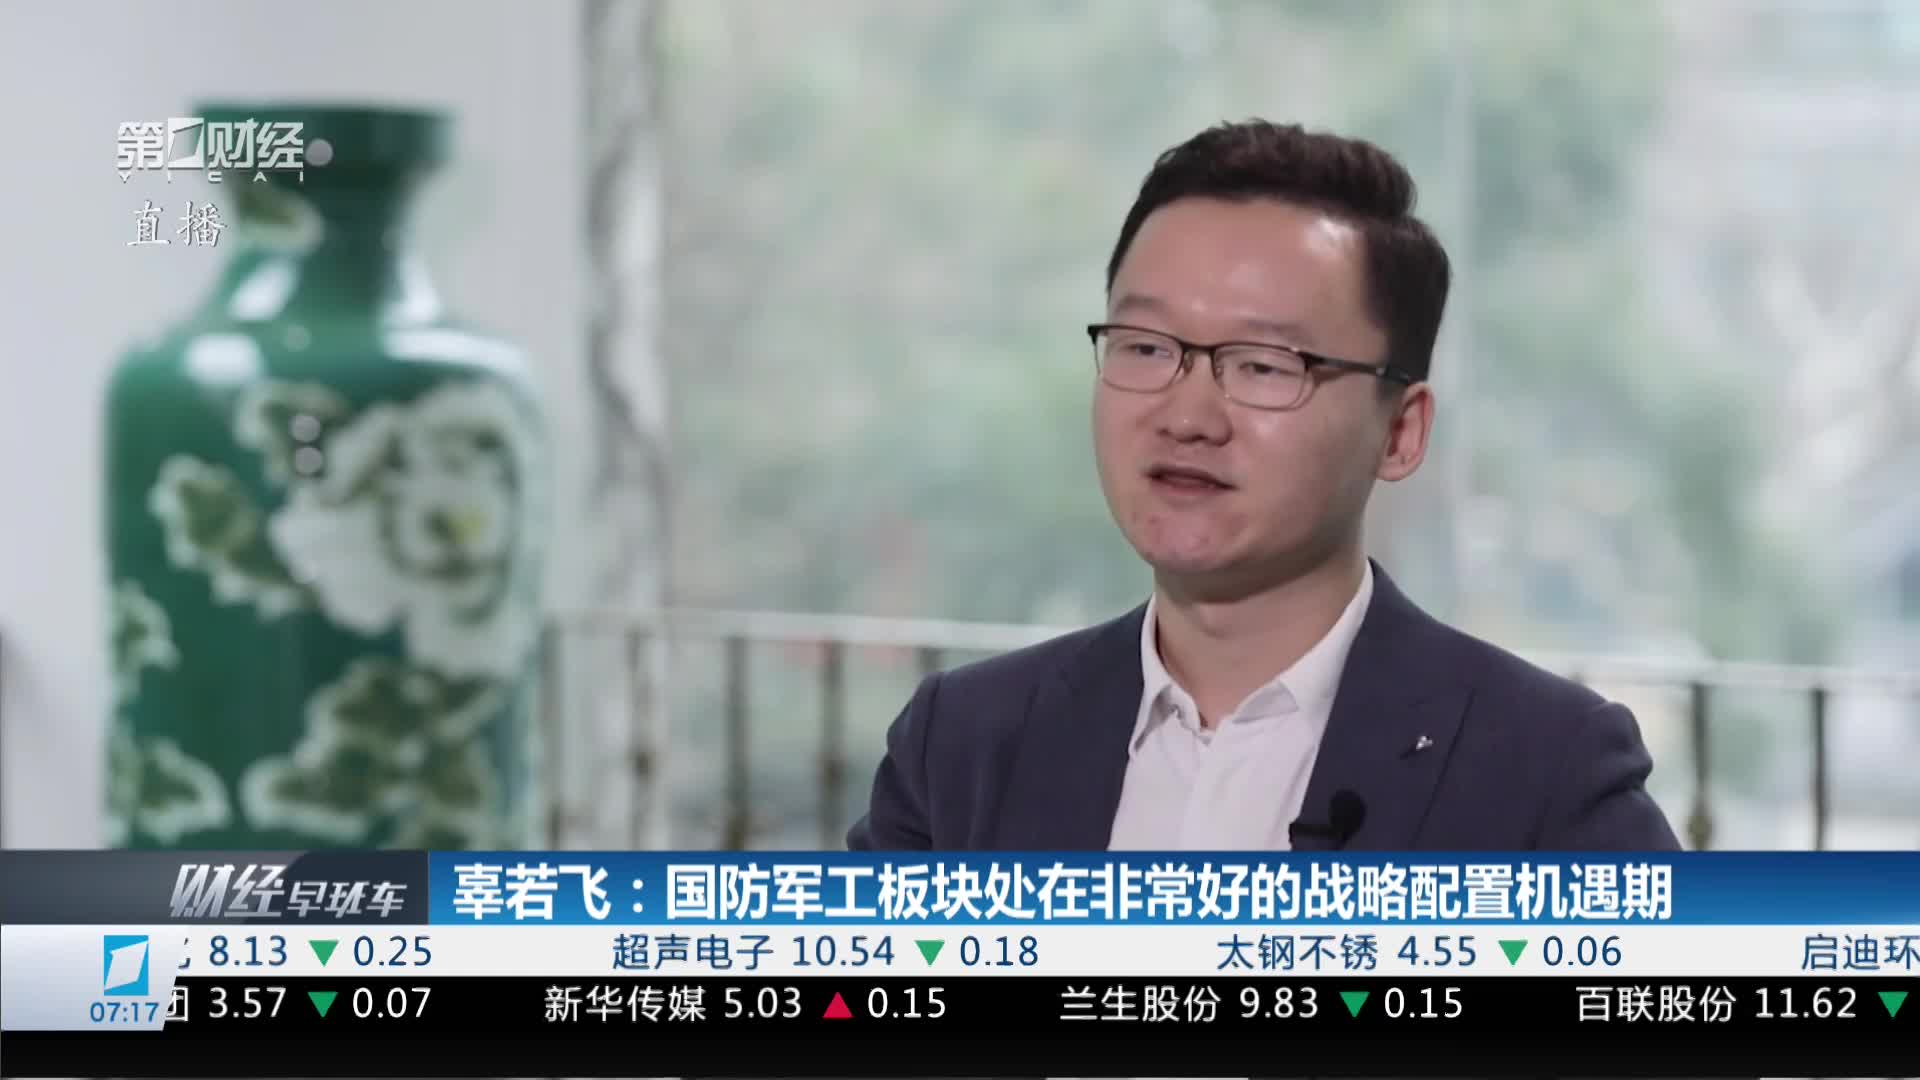 第一财经
YICAI
直播
财经早班车
辜若飞：国防军工板块处在非常好的战略配置机遇期
8.13 ▼ 0.25 超声电子 10.54 ▼ 0.18 太钢不锈 4.55 ▼ 0.06 启迪环
07:17
团 3.57 ▼ 0.07 新华传媒 5.03 ▲ 0.15 兰生股份 9.83 ▼ 0.15 百联股份 11.62 ▼